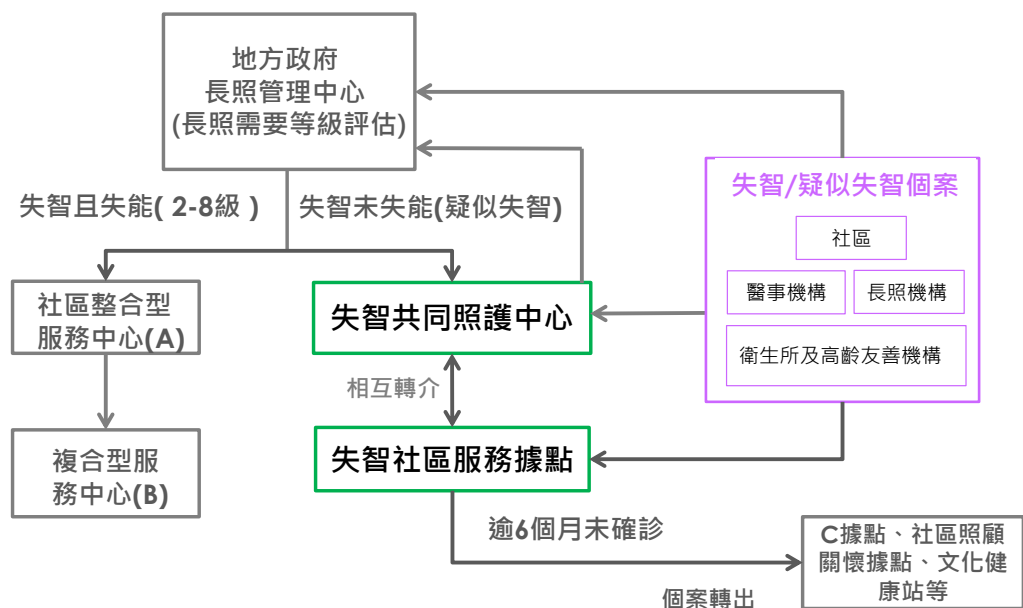 地方政府
長照管理中心
(長照需要等級評估)
失智且失能( 2-8級 )
失智未失能(疑似失智)
失智/疑似失智個案
社區
醫事機構
長照機構
衛生所及高齡友善機構
社區整合型
服務中心(A)
失智共同照護中心
相互轉介
複合型服
務中心(B)
失智社區服務據點
逾6個月未確診
個案轉出
C據點、社區照顧
關懷據點、文化健
康站等